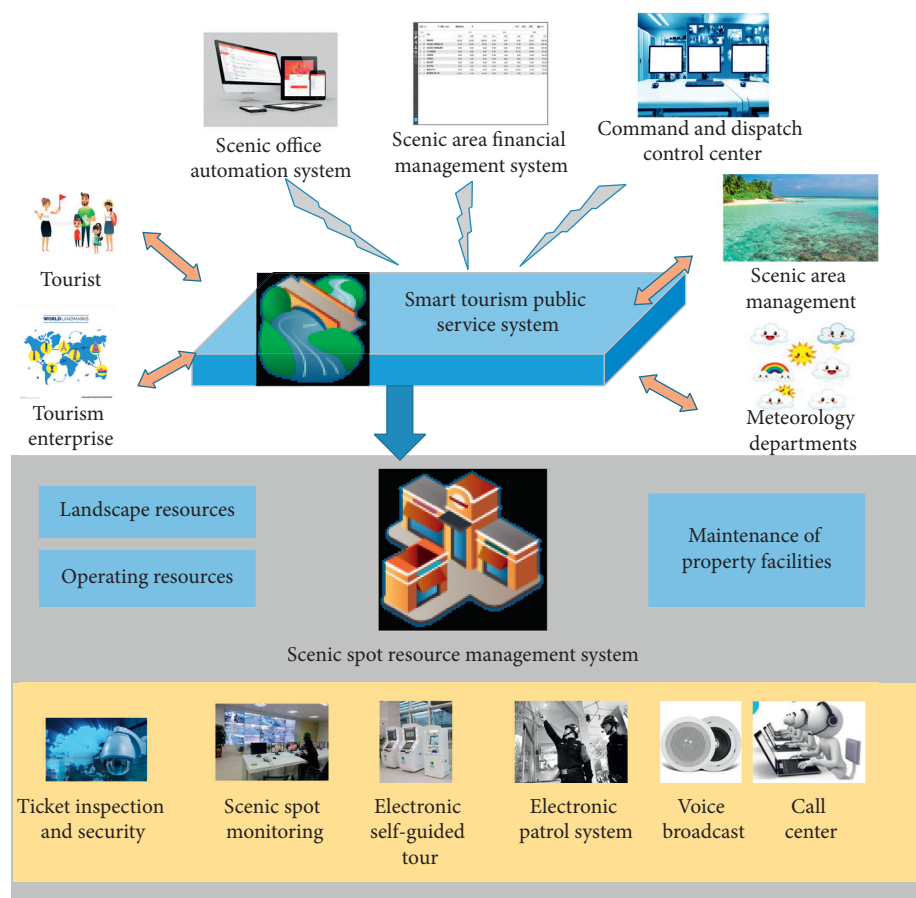 Scenic office
automation system
Scenic area financial
management system
Command and dispatch
control center
Tourist
Smart tourism public
service system
Scenic area
management
WORLD LANDMARKS
Tourism
enterprise
Meteorology
departments
Landscape resources
Operating resources
Maintenance of
property facilities
Scenic spot resource management system
Ticket inspection
and security
Scenic spot
monitoring
Electronic
self-guided
tour
Electronic
patrol system
Voice
broadcast
Call
center